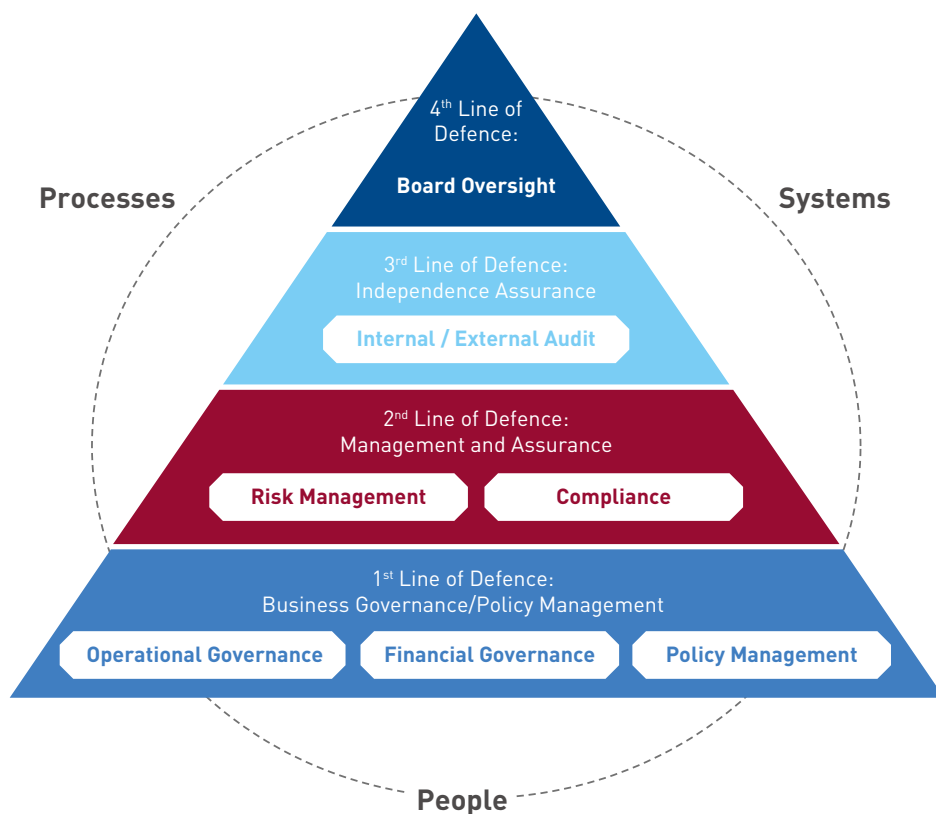 4th Line of
Defence:
Board Oversight
Processes
Systems
3rd Line of Defence:
Independence Assurance
Internal / External Audit
2nd Line of Defence:
Management and Assurance
Risk Management
Compliance
1st Line of Defence:
Business Governance/Policy Management
Operational Governance
Financial Governance
Policy Management
People